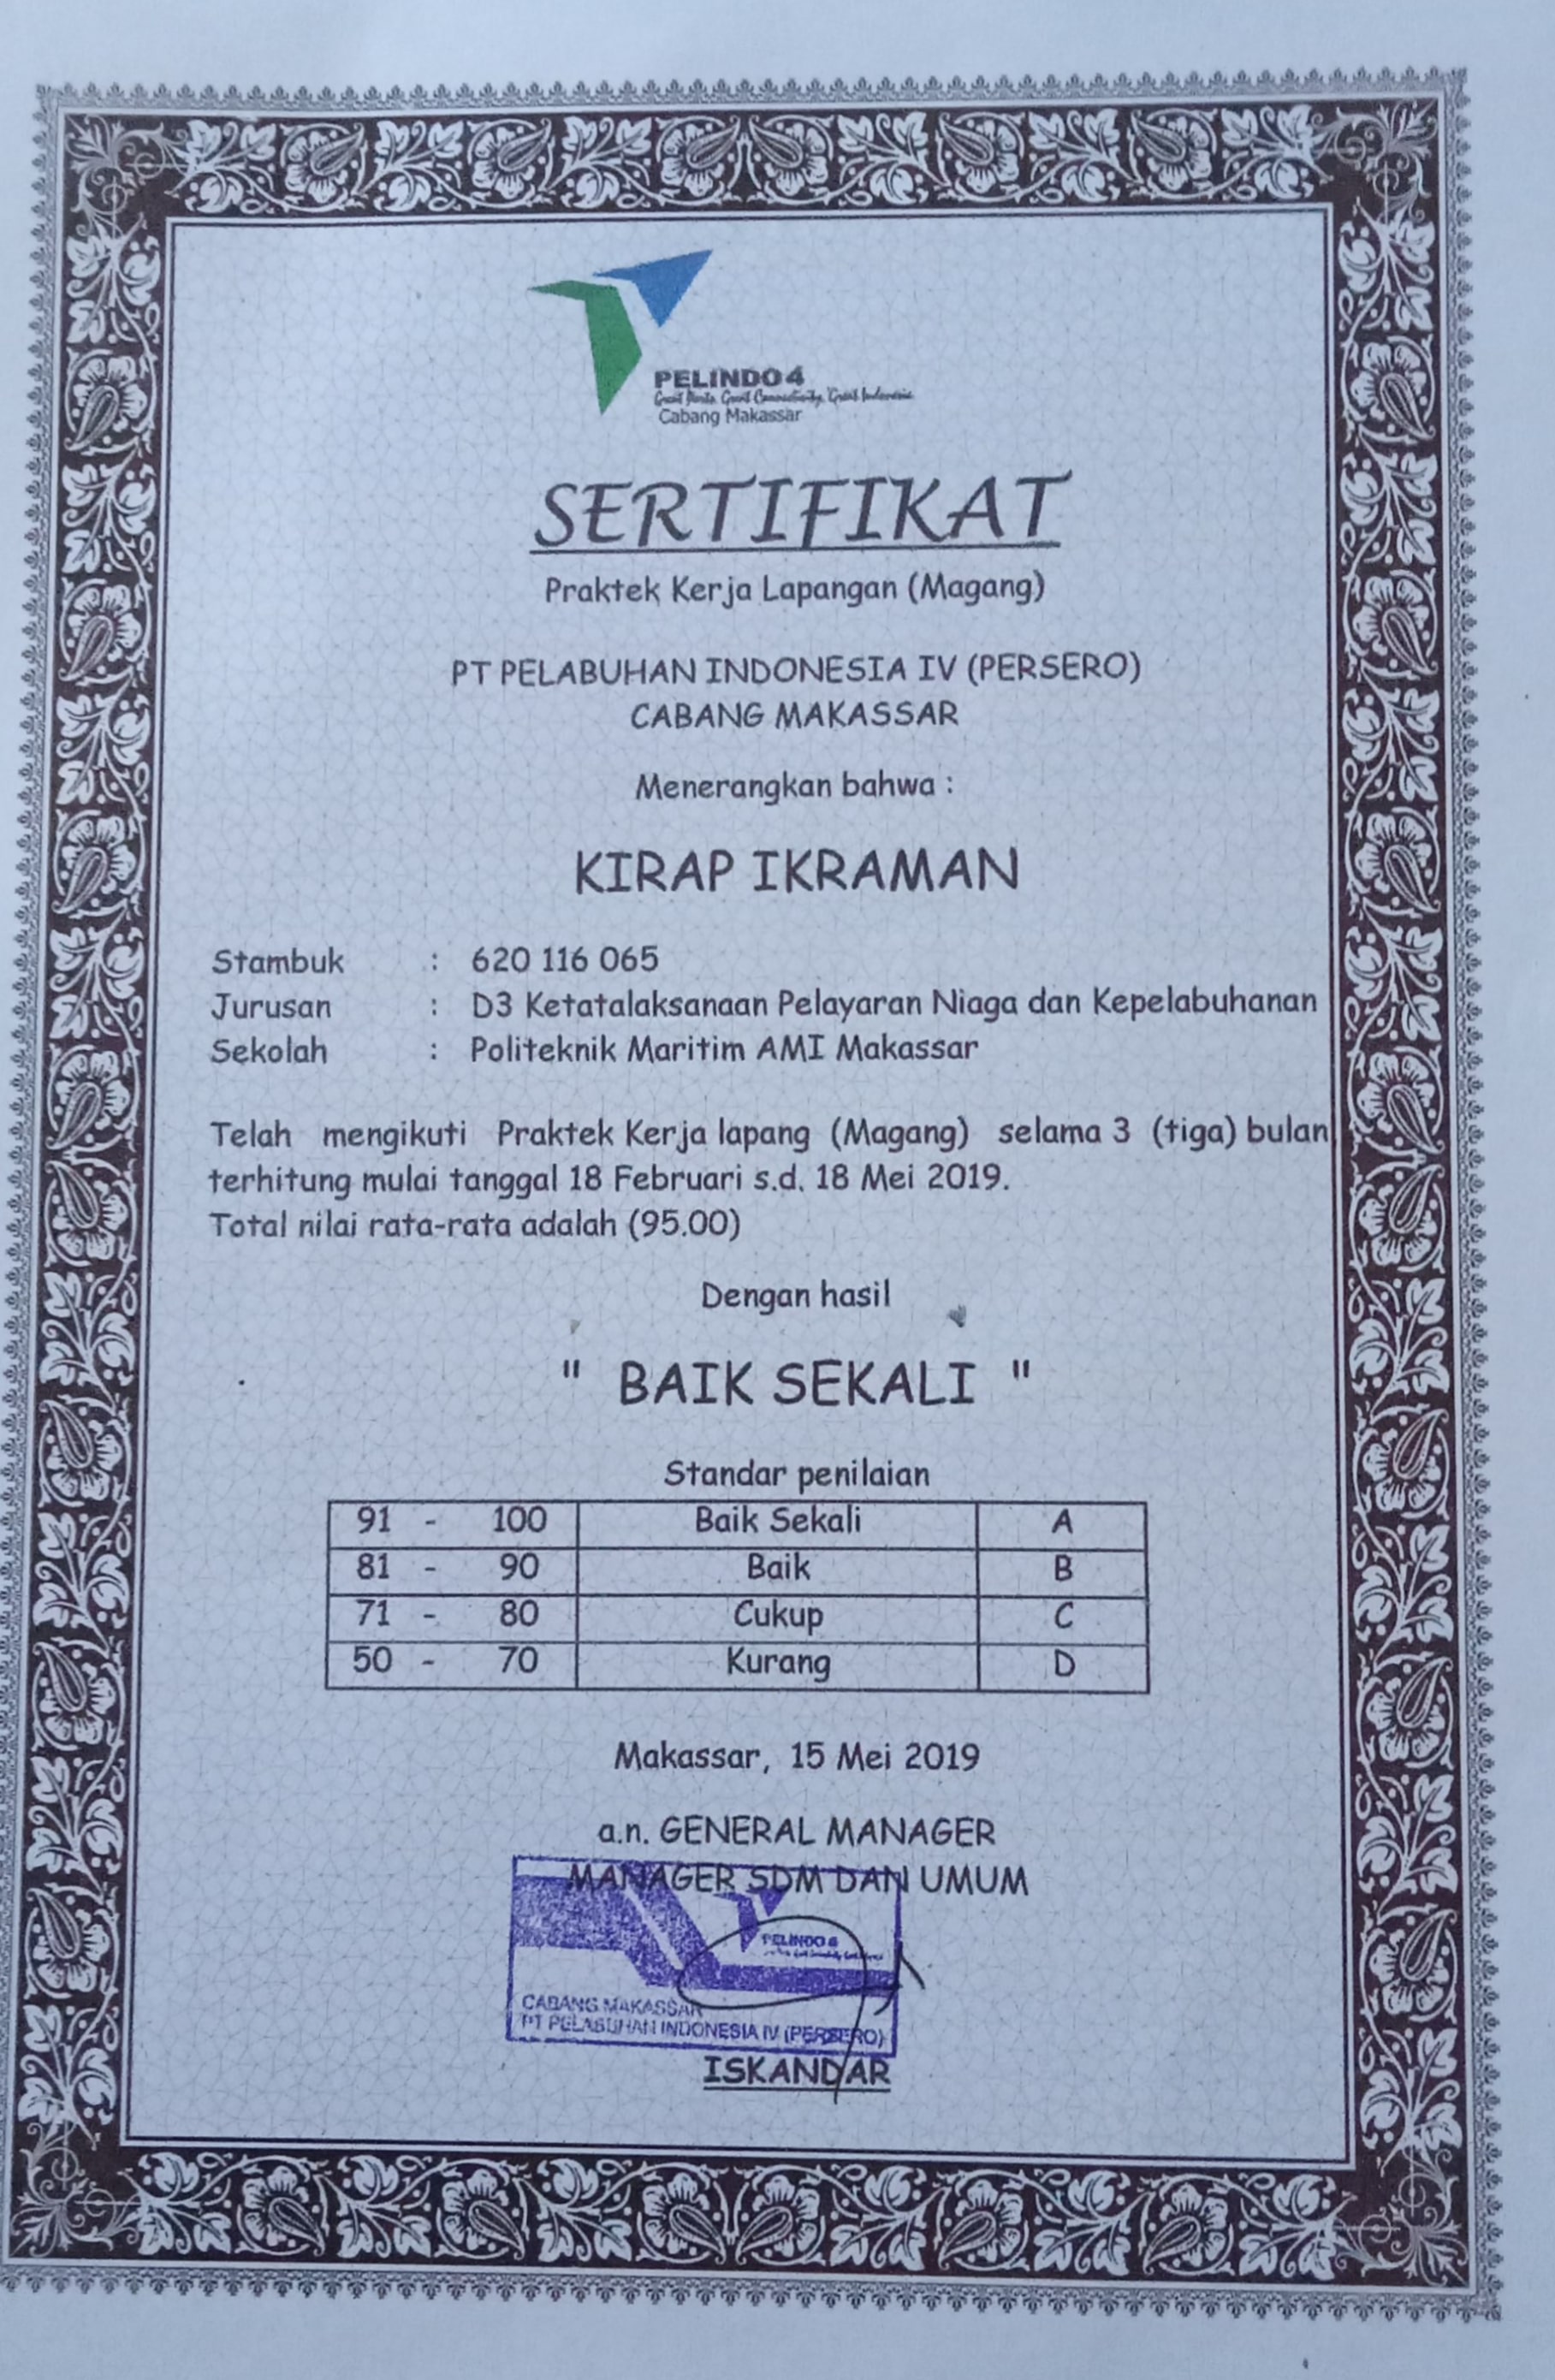 PELINDO 4
Great Ports, Great Connectivity, Great Indonesia
Cabang Makassar
SERTIFIKAT
Praktek Kerja Lapangan (Magang)
PT PELABUHAN INDONESIA IV (PERSERO)
CABANG MAKASSAR
Menerangkan bahwa :
KIRAP IKRAMAN
Stambuk : 620 116 065
Jurusan : D3 Ketatalaksanaan Pelayaran Niaga dan Kepelabuhanan
Sekolah : Politeknik Maritim AMI Makassar
Telah mengikuti Praktek Kerja lapang (Magang) selama 3 (tiga) bulan
terhitung mulai tanggal 18 Februari s.d. 18 Mei 2019.
Total nilai rata-rata adalah (95.00)
Dengan hasil
" BAIK SEKALI "
Standar penilaian
91 - 100 Baik Sekali A
81 - 90 Baik B
71 - 80 Cukup C
50 - 70 Kurang D
Makassar, 15 Mei 2019
a.n. GENERAL MANAGER
MANAGER SDM DAN UMUM
PELINDO 4
CABANG MAKASSAR
PT PELABUHAN INDONESIA IV (PERSERO)
ISKANDAR